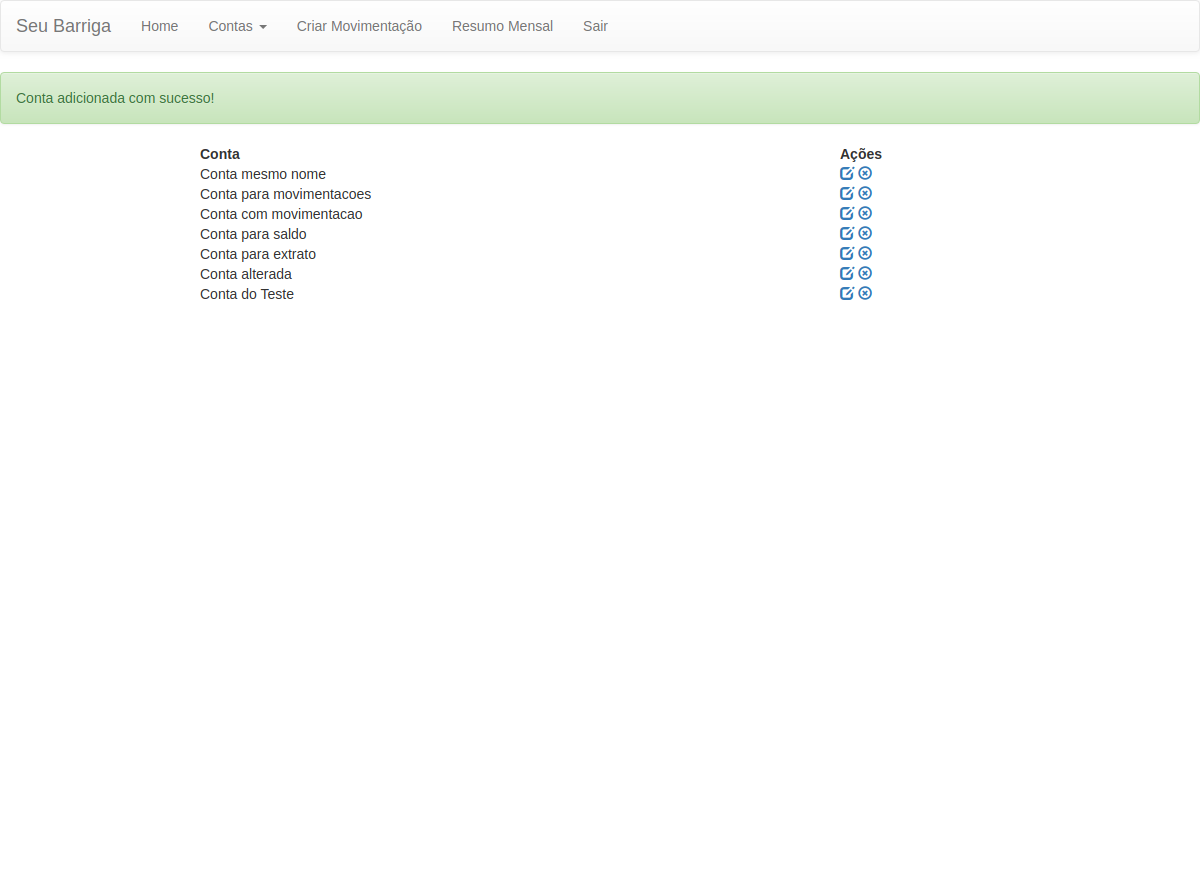 Seu Barriga Home Contas Criar Movimentação Resumo Mensal Sair
Conta adicionada com sucesso!
Conta Ações
Conta mesmo nome
Conta para movimentacoes
Conta com movimentacao
Conta para saldo
Conta para extrato
Conta alterada
Conta do Teste